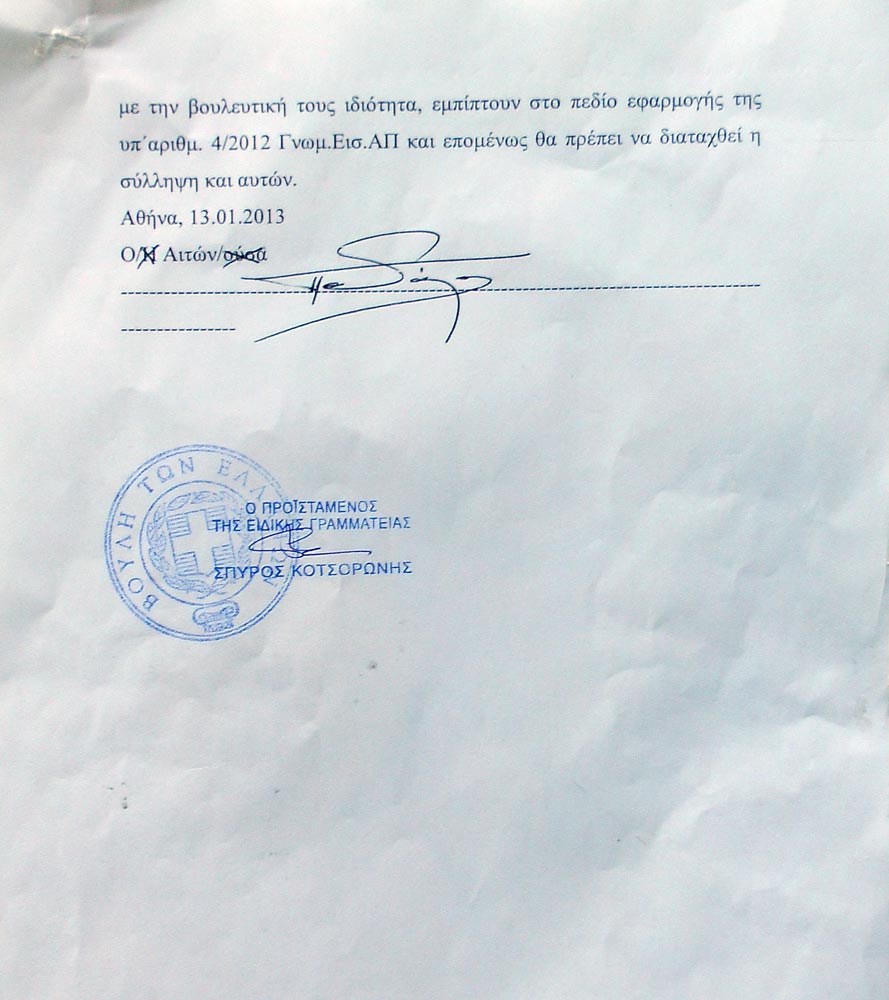 με την βουλευτική τους ιδιότητα, εμπίπτουν στο πεδίο εφαρμογής της
υπ΄αριθμ. 4/2012 Γνωμ.Εισ.ΑΠ και επομένως θα πρέπει να διαταχθεί η
σύλληψη και αυτών.
Αθήνα, 13.01.2013
Ο/Η Αιτών/ούσα
ΒΟΥΛΗ ΤΩΝ
Ο ΠΡΟΪΣΤΑΜΕΝΟΣ
ΤΗΣ ΕΙΔΙΚΗΣ ΓΡΑΜΜΑΤΕΙΑΣ
ΣΠΥΡΟΣ ΚΟΤΣΟΡΩΝΗΣ